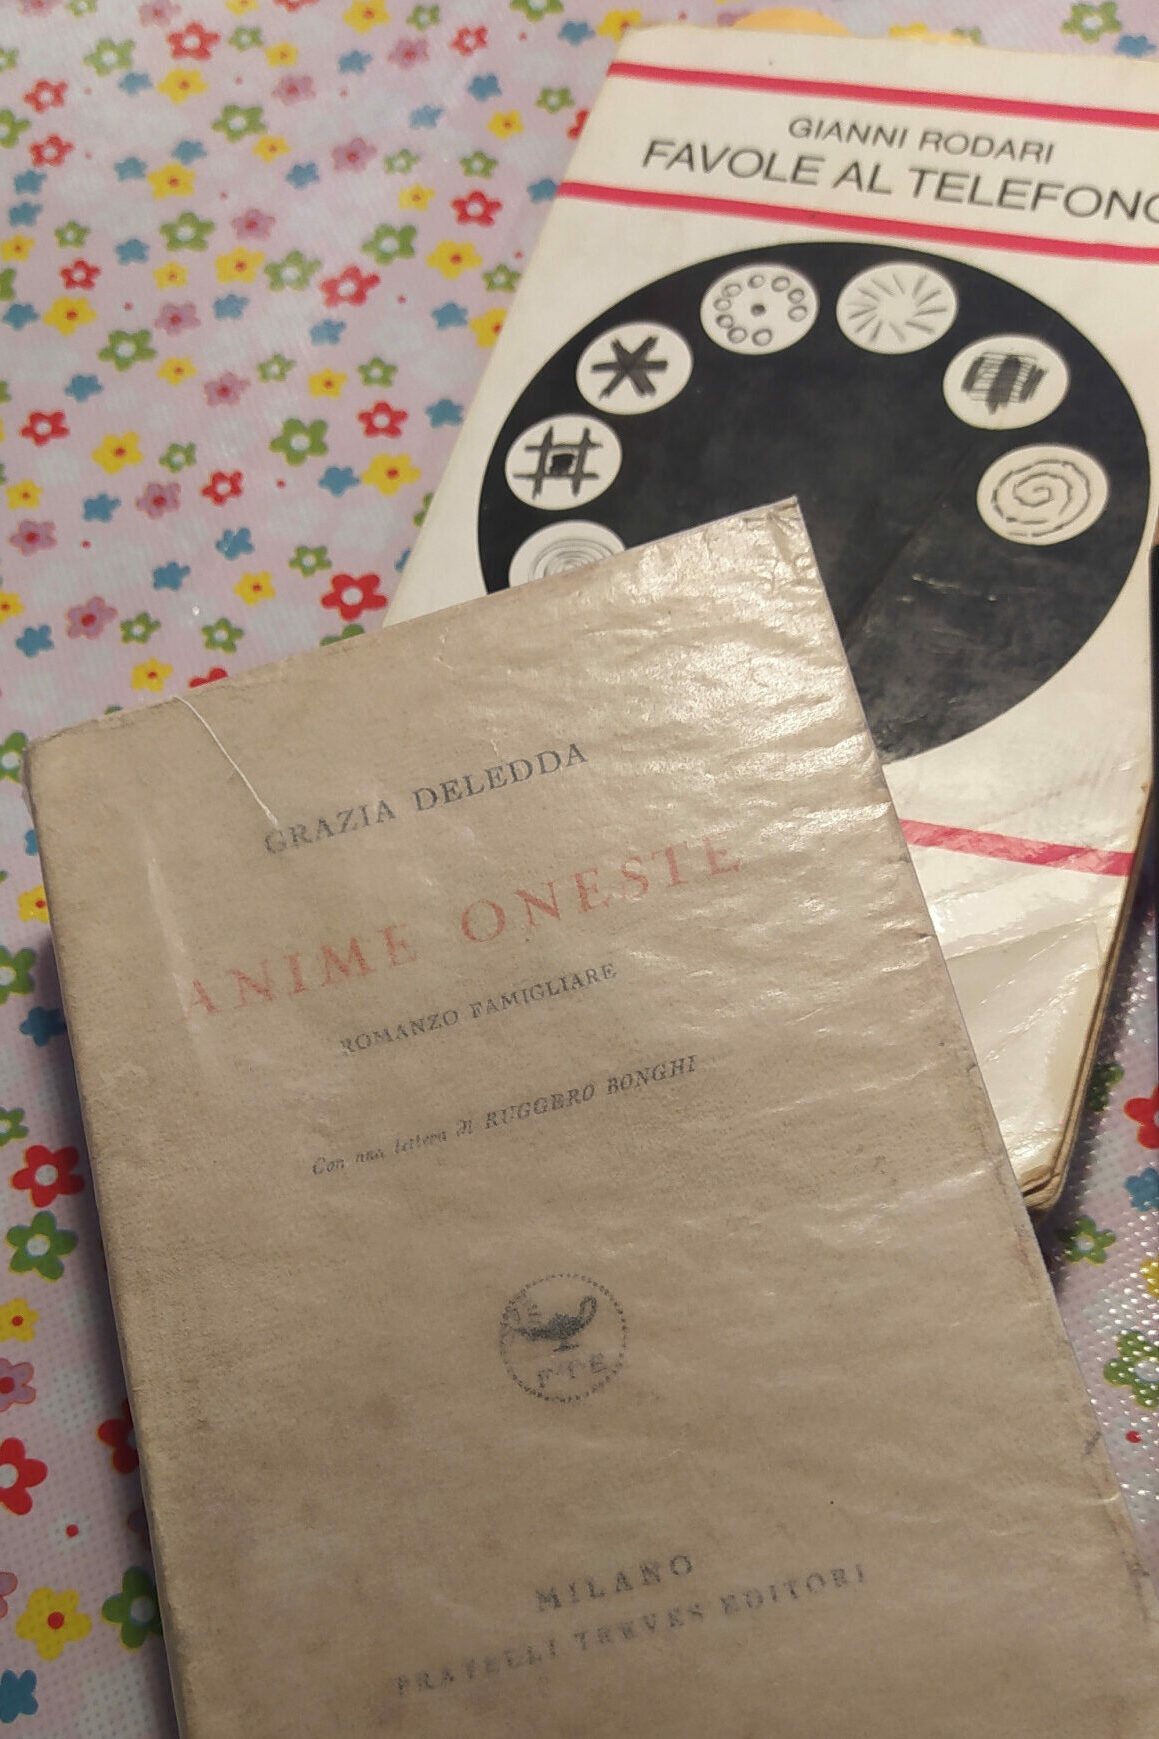 GIANNI RODARI
FAVOLE AL TELEFONO
GRAZIA DELEDDA
ANIME ONESTE
ROMANZO FAMIGLIARE
Con una lettera di RUGGERO BONGHI
F T E
MILANO
FRATELLI TREVES EDITORI